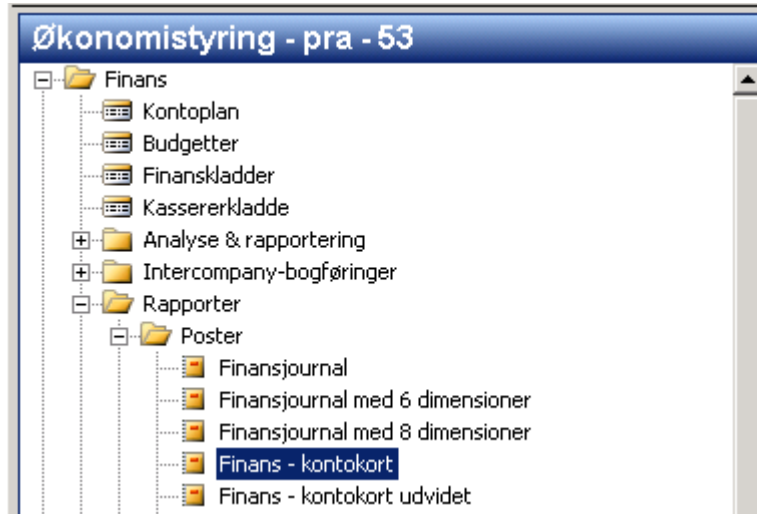 Økonomistyring - pra - 53
Finans
Kontoplan
Budgetter
Finanskladder
Kassererkladde
Analyse & rapportering
Intercompany-bogføringer
Rapporter
Poster
Finansjournal
Finansjournal med 6 dimensioner
Finansjournal med 8 dimensioner
Finans - kontokort
Finans - kontokort udvidet